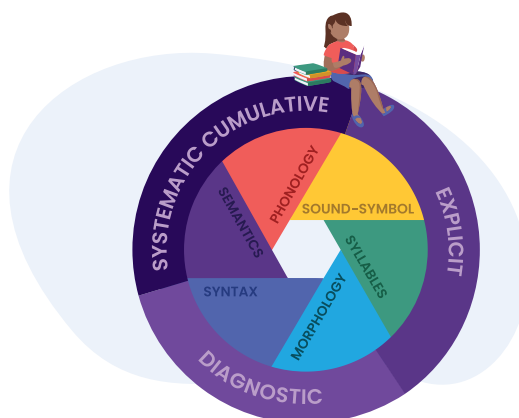 SYSTEMATIC CUMULATIVE
EXPLICIT
DIAGNOSTIC
PHONOLOGY
SOUND-SYMBOL
SYLLABLES
MORPHOLOGY
SYNTAX
SEMANTICS